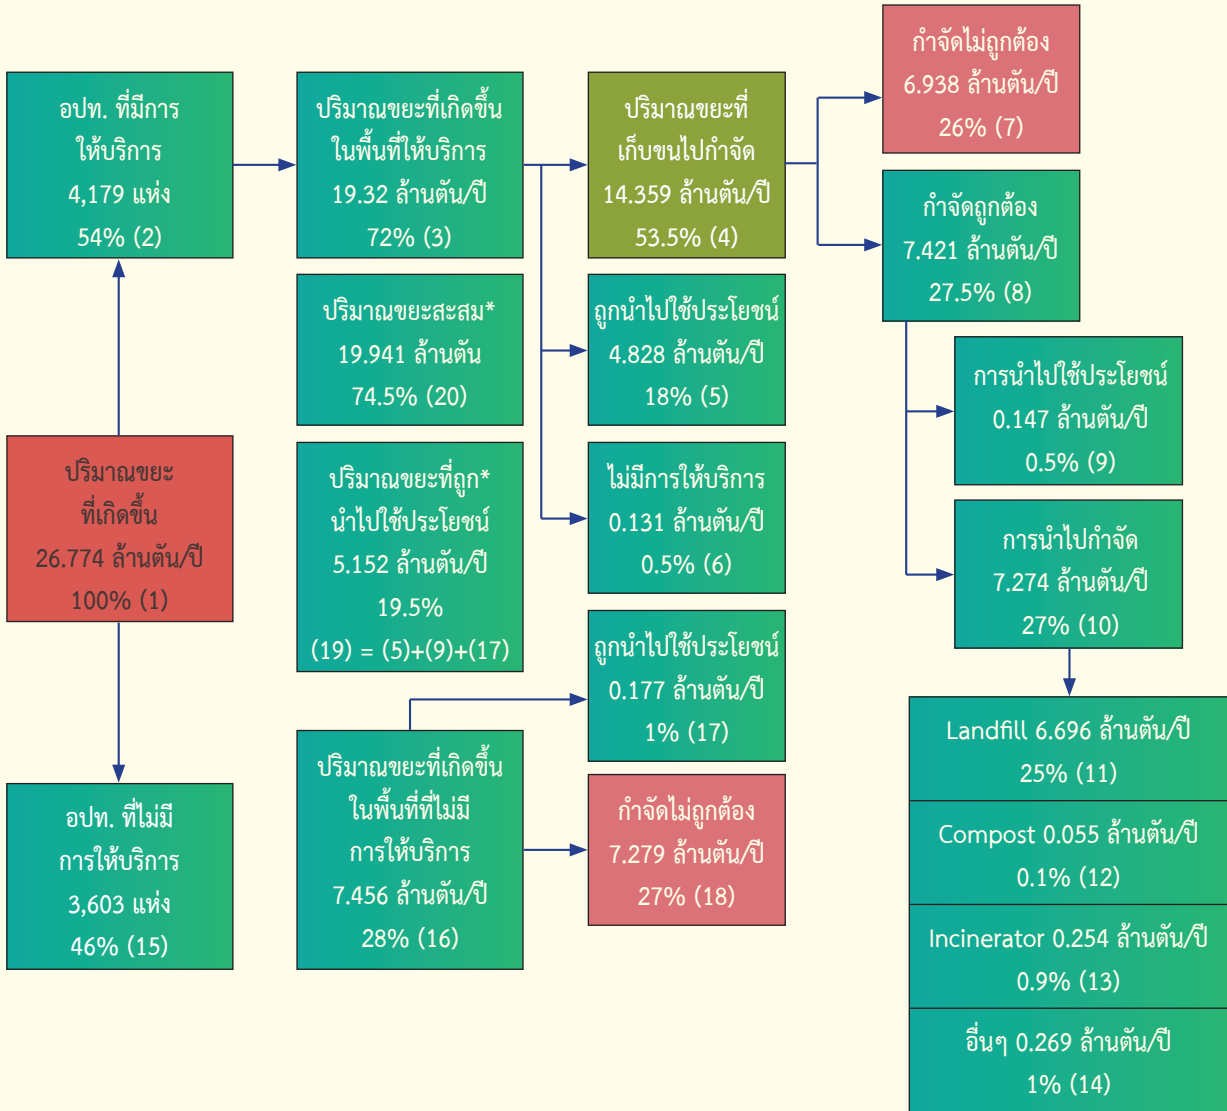 กำจัดไม่ถูกต้อง
6.938 ล้านตัน/ปี
26% (7)
อปท. ที่มีการ
ให้บริการ
4,179 แห่ง
54% (2)
ปริมาณขยะที่เกิดขึ้น
ในพื้นที่ให้บริการ
19.32 ล้านตัน/ปี
72% (3)
ปริมาณขยะที่
เก็บขนไปกำจัด
14.359 ล้านตัน/ปี
53.5% (4)
กำจัดถูกต้อง
7.421 ล้านตัน/ปี
27.5% (8)
ปริมาณขยะสะสม*
19.941 ล้านตัน
74.5% (20)
ถูกนำไปใช้ประโยชน์
4.828 ล้านตัน/ปี
18% (5)
การนำไปใช้ประโยชน์
0.147 ล้านตัน/ปี
0.5% (9)
ปริมาณขยะ
ที่เกิดขึ้น
26.774 ล้านตัน/ปี
100% (1)
ปริมาณขยะที่ถูก*
นำไปใช้ประโยชน์
5.152 ล้านตัน/ปี
19.5%
(19) = (5)+(9)+(17)
ไม่มีการให้บริการ
0.131 ล้านตัน/ปี
0.5% (6)
การนำไปกำจัด
7.274 ล้านตัน/ปี
27% (10)
ถูกนำไปใช้ประโยชน์
0.177 ล้านตัน/ปี
1% (17)
อปท. ที่ไม่มี
การให้บริการ
3,603 แห่ง
46% (15)
ปริมาณขยะที่เกิดขึ้น
ในพื้นที่ที่ไม่มี
การให้บริการ
7.456 ล้านตัน/ปี
28% (16)
กำจัดไม่ถูกต้อง
7.279 ล้านตัน/ปี
27% (18)
Landfill 6.696 ล้านตัน/ปี
25% (11)
Compost 0.055 ล้านตัน/ปี
0.1% (12)
Incinerator 0.254 ล้านตัน/ปี
0.9% (13)
อื่นๆ 0.269 ล้านตัน/ปี
1% (14)